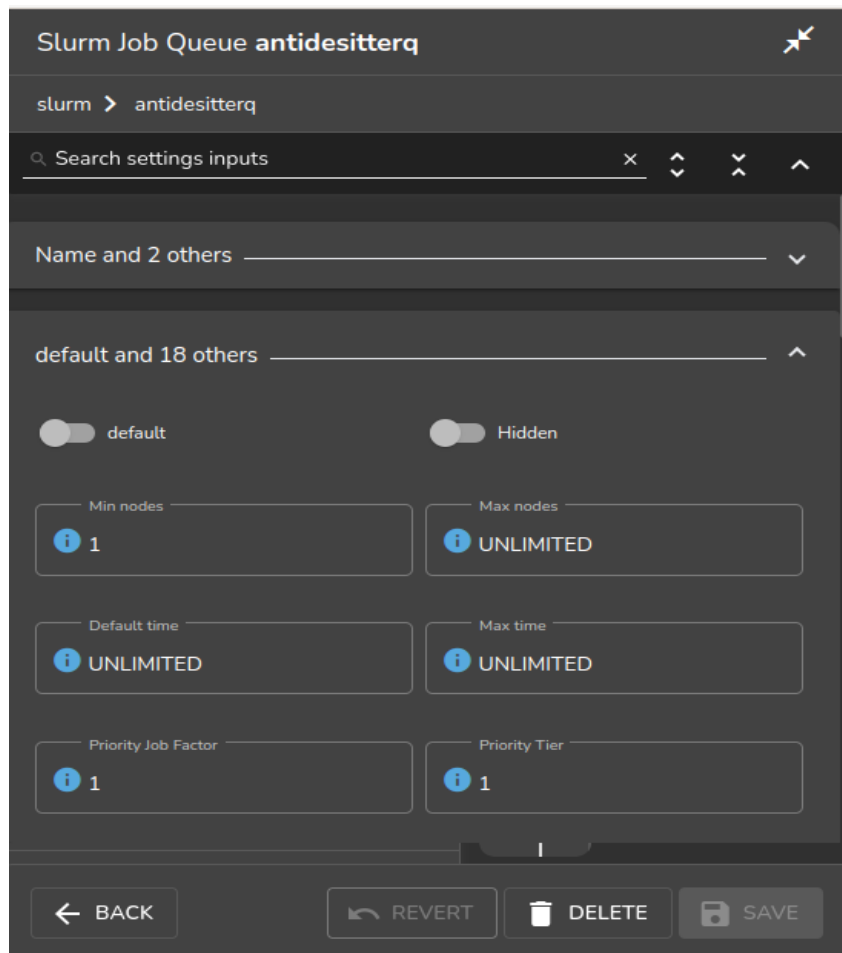 Slurm Job Queue antidesitterq
slurm > antidesitterq
Search settings inputs
Name and 2 others
default and 18 others
default Hidden
Min nodes Max nodes
1 UNLIMITED
Default time Max time
UNLIMITED UNLIMITED
Priority Job Factor Priority Tier
1 1
BACK REVERT DELETE SAVE